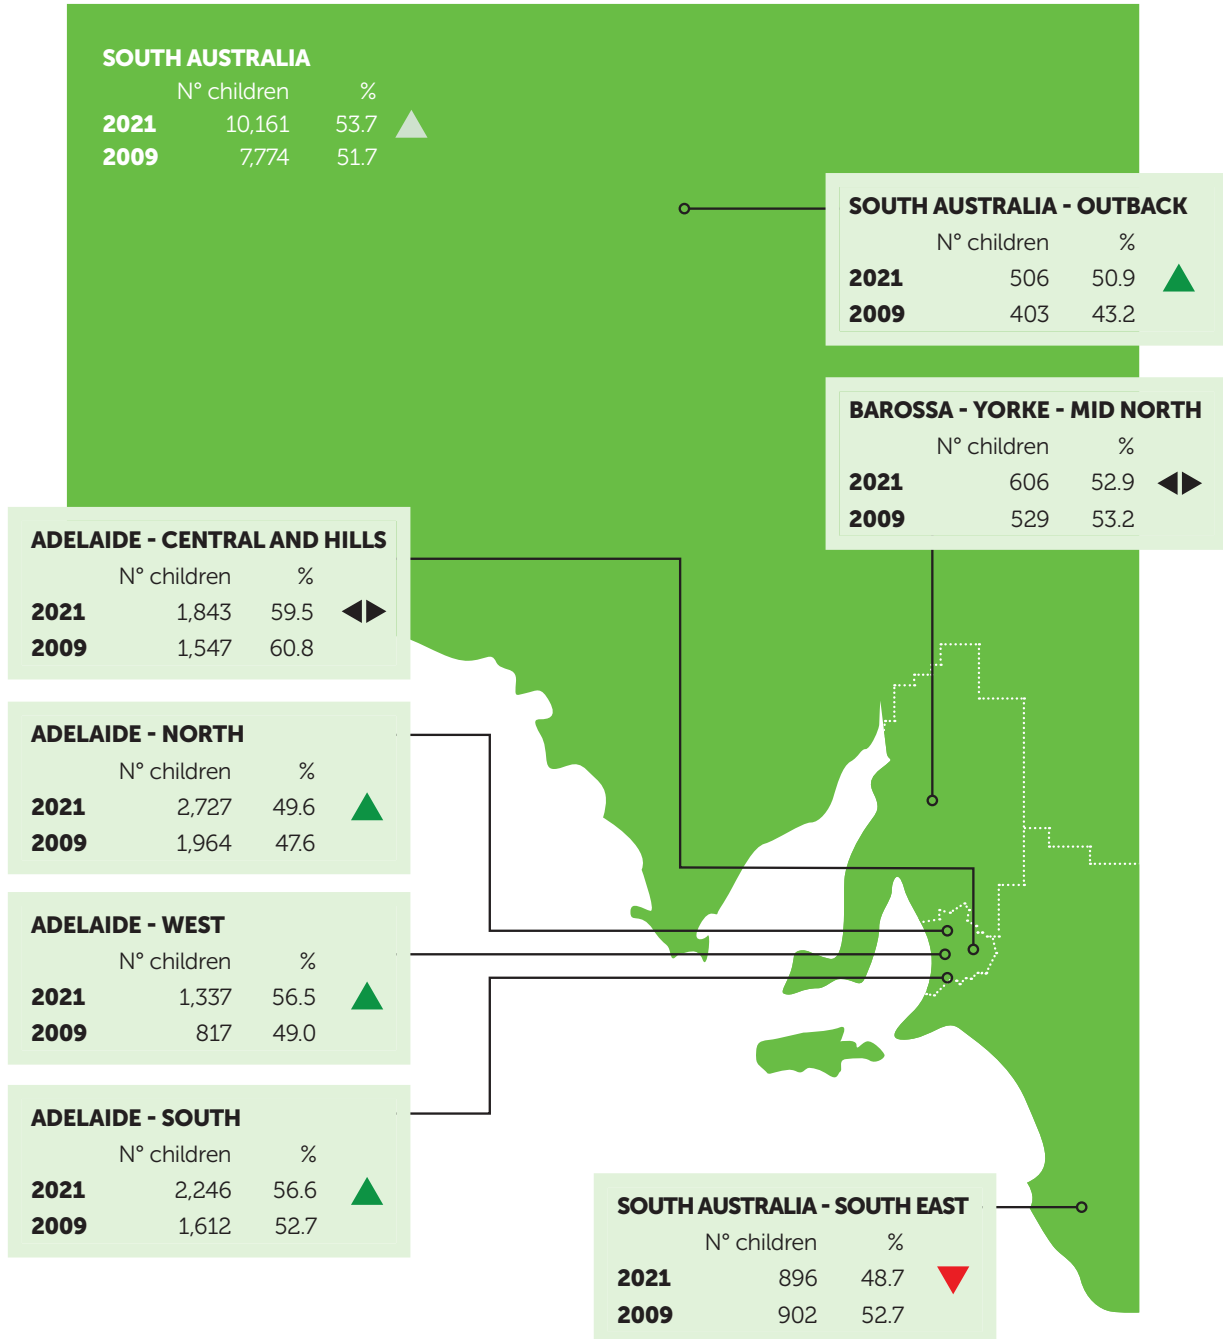 SOUTH AUSTRALIA
N° children %
2021 10,161 53.7
2009 7,774 51.7
SOUTH AUSTRALIA - OUTBACK
N° children %
2021 506 50.9
2009 403 43.2
BAROSSA - YORKE - MID NORTH
N° children %
2021 606 52.9
2009 529 53.2
ADELAIDE - CENTRAL AND HILLS
N° children %
2021 1,843 59.5
2009 1,547 60.8
ADELAIDE - NORTH
N° children %
2021 2,727 49.6
2009 1,964 47.6
ADELAIDE - WEST
N° children %
2021 1,337 56.5
2009 817 49.0
ADELAIDE - SOUTH
N° children %
2021 2,246 56.6
2009 1,612 52.7
SOUTH AUSTRALIA - SOUTH EAST
N° children %
2021 896 48.7
2009 902 52.7